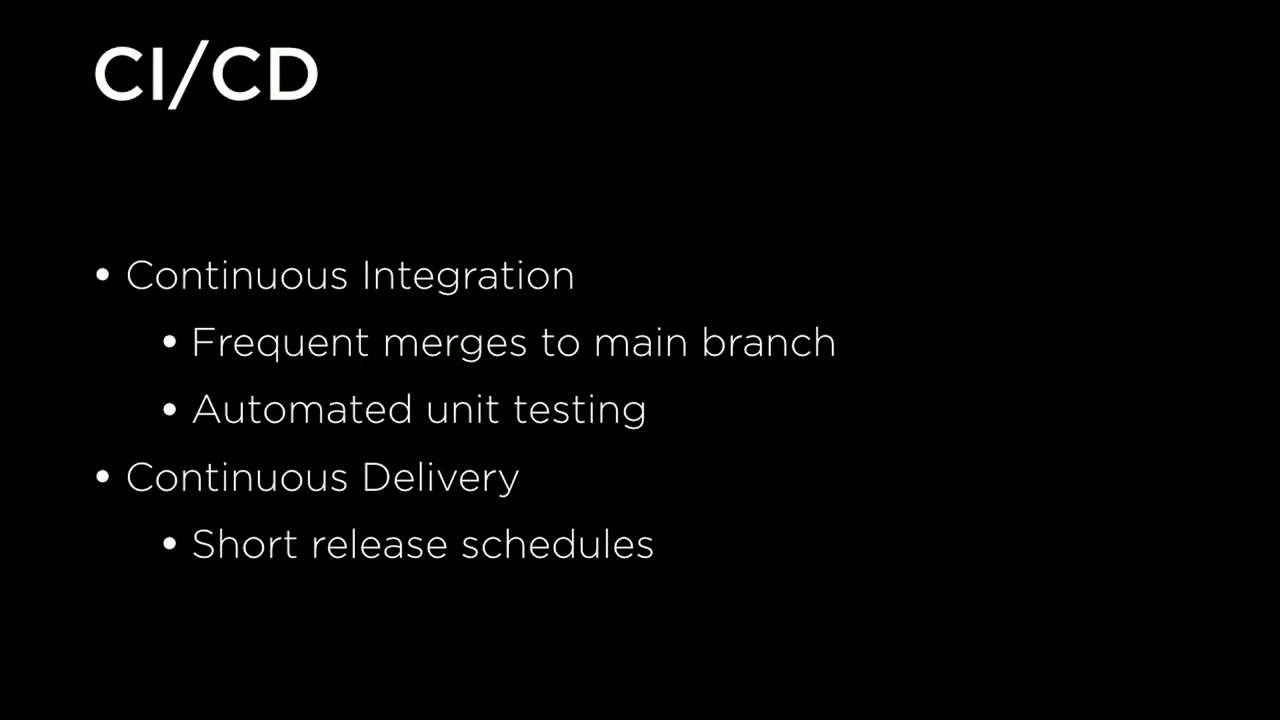 CI/CD
• Continuous Integration
• Frequent merges to main branch
• Automated unit testing
• Continuous Delivery
• Short release schedules